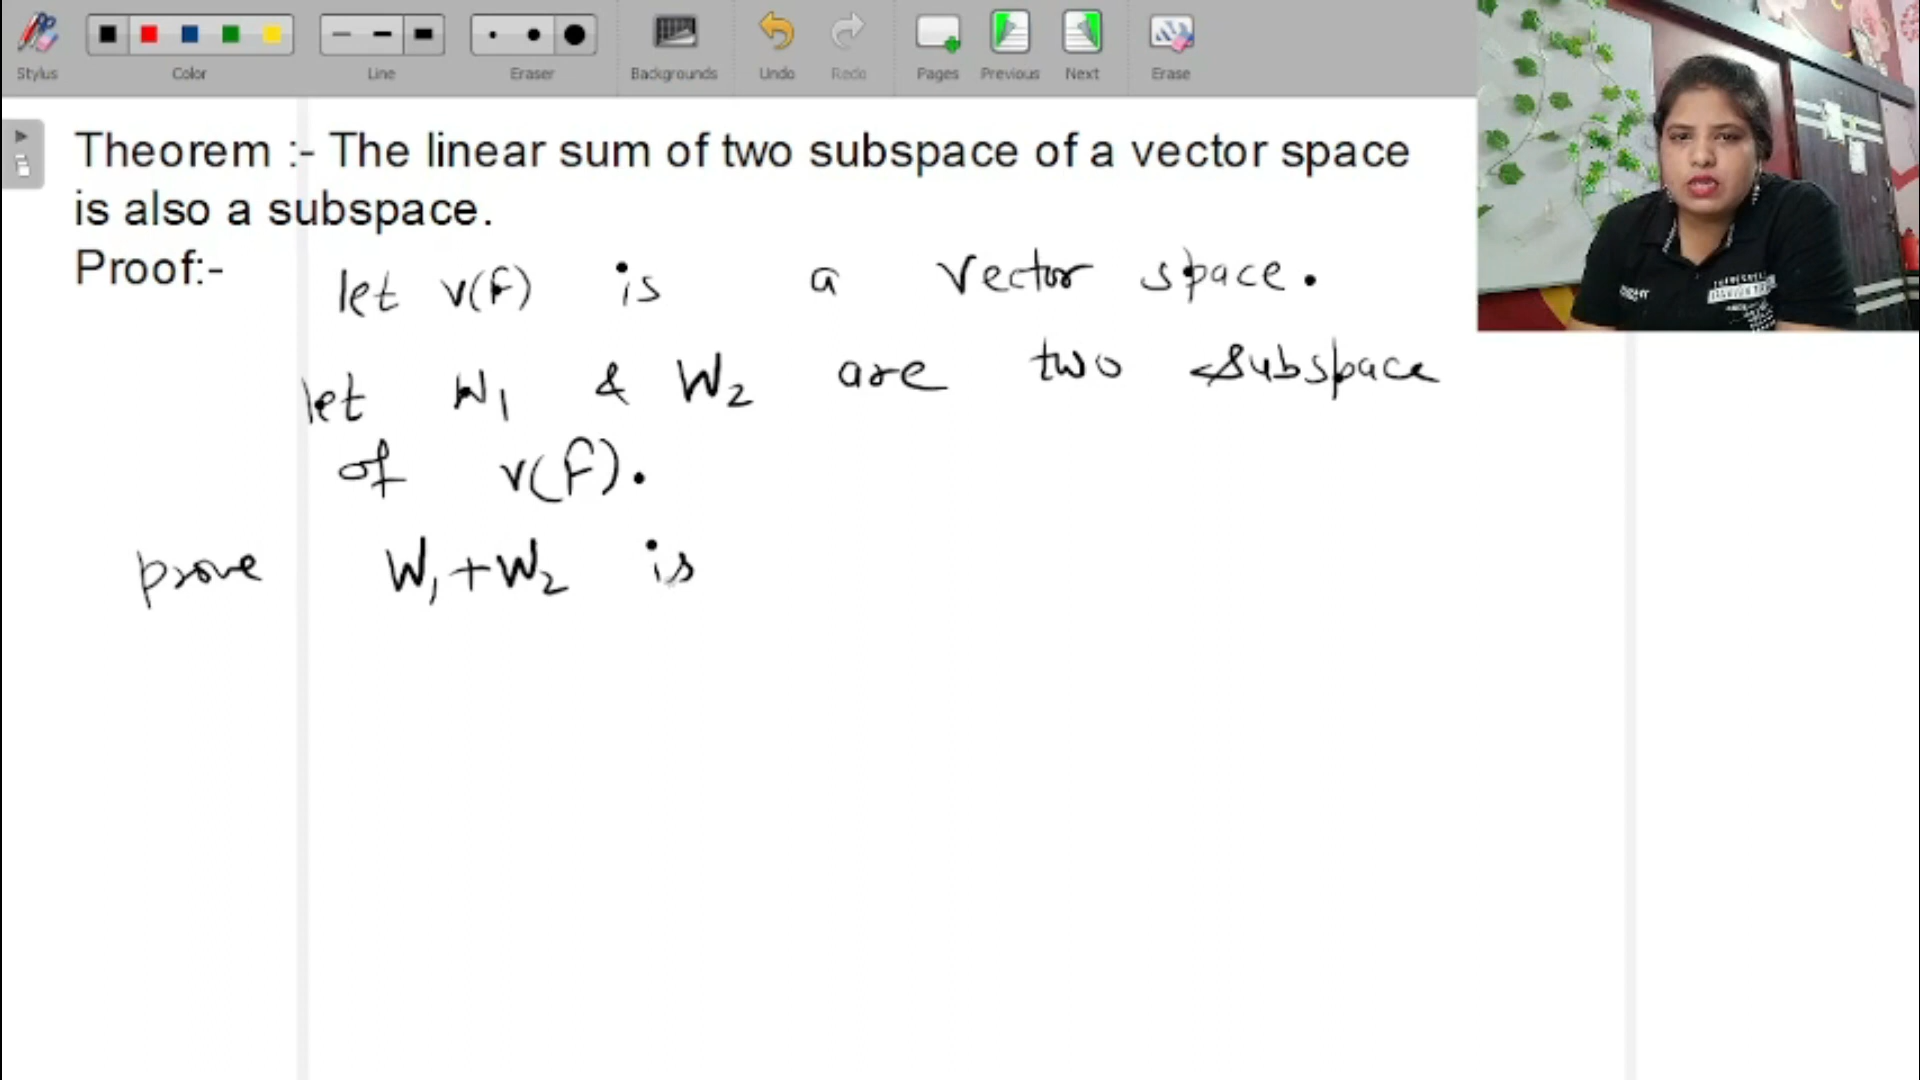 Stylus
Color
Line
Eraser
Backgrounds
Undo
Redo
Pages
Previous
Next
Erase
Theorem :- The linear sum of two subspace of a vector space
is also a subspace.
Proof:-
let V(F) is a vector space.
let W1 & W2 are two subspace
of V(F).
prove W1+W2 is